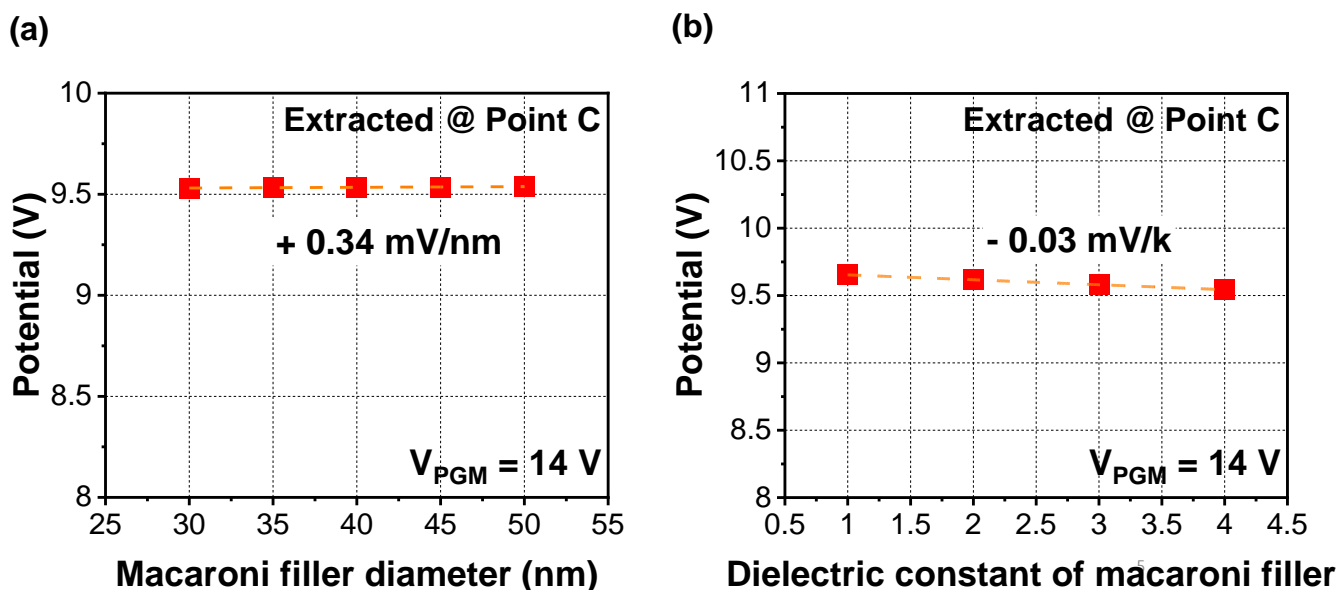 (a)
10
9.5
9
8.5
8
Potential (V)
Extracted @ Point C
+ 0.34 mV/nm
V_PGM = 14 V
25 30 35 40 45 50 55
Macaroni filler diameter (nm)
(b)
11
10.5
10
9.5
9
8.5
8
Potential (V)
Extracted @ Point C
- 0.03 mV/k
V_PGM = 14 V
0.5 1 1.5 2 2.5 3 3.5 4 4.5
Dielectric constant of macaroni filler
5